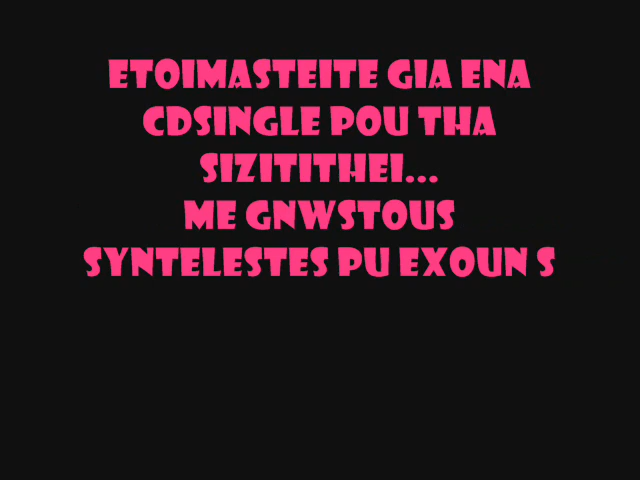 ETOIMASTEITE GIA ENA
CDSINGLE POU THA
SIZITITHEI...
ME GNWSTOUS
SYNTELESTES PU EXOUN S